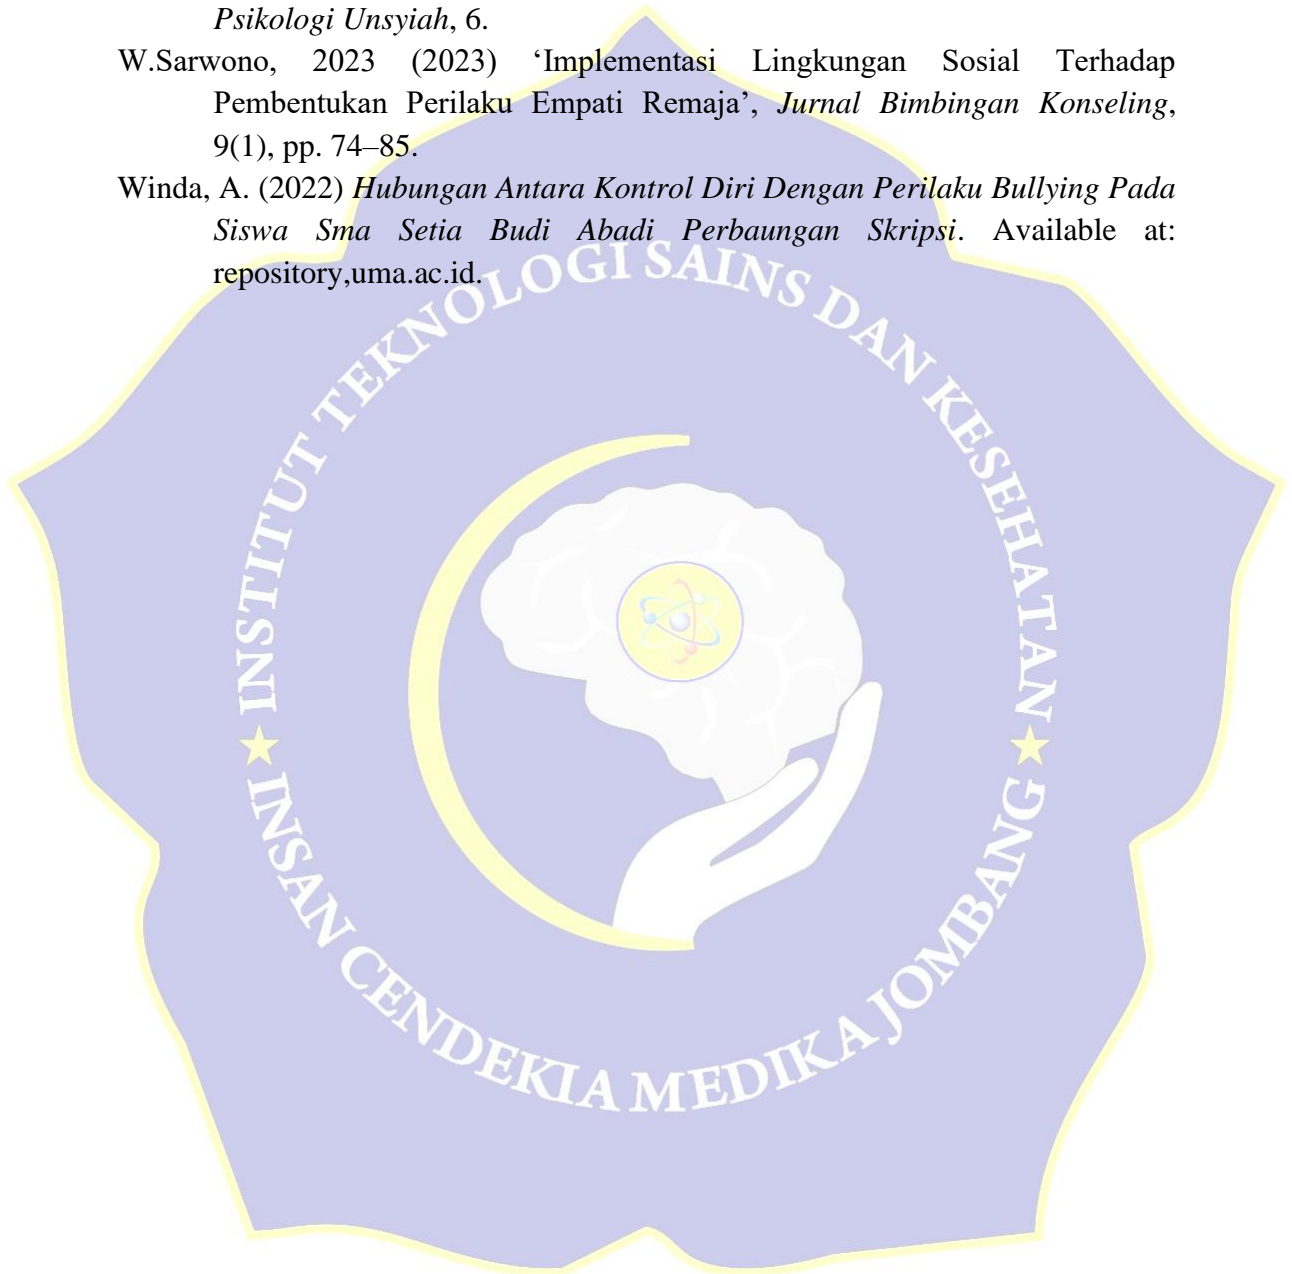 Psikologi Unsyiah, 6.
W.Sarwono, 2023 (2023) ‘Implementasi Lingkungan Sosial Terhadap
Pembentukan Perilaku Empati Remaja’, Jurnal Bimbingan Konseling,
9(1), pp. 74–85.
Winda, A. (2022) Hubungan Antara Kontrol Diri Dengan Perilaku Bullying Pada
Siswa Sma Setia Budi Abadi Perbaungan Skripsi. Available at:
repository,uma.ac.id.
INSTITUT TEKNOLOGI SAINS DAN KESEHATAN
INSAN CENDEKIA MEDIKA JOMBANG